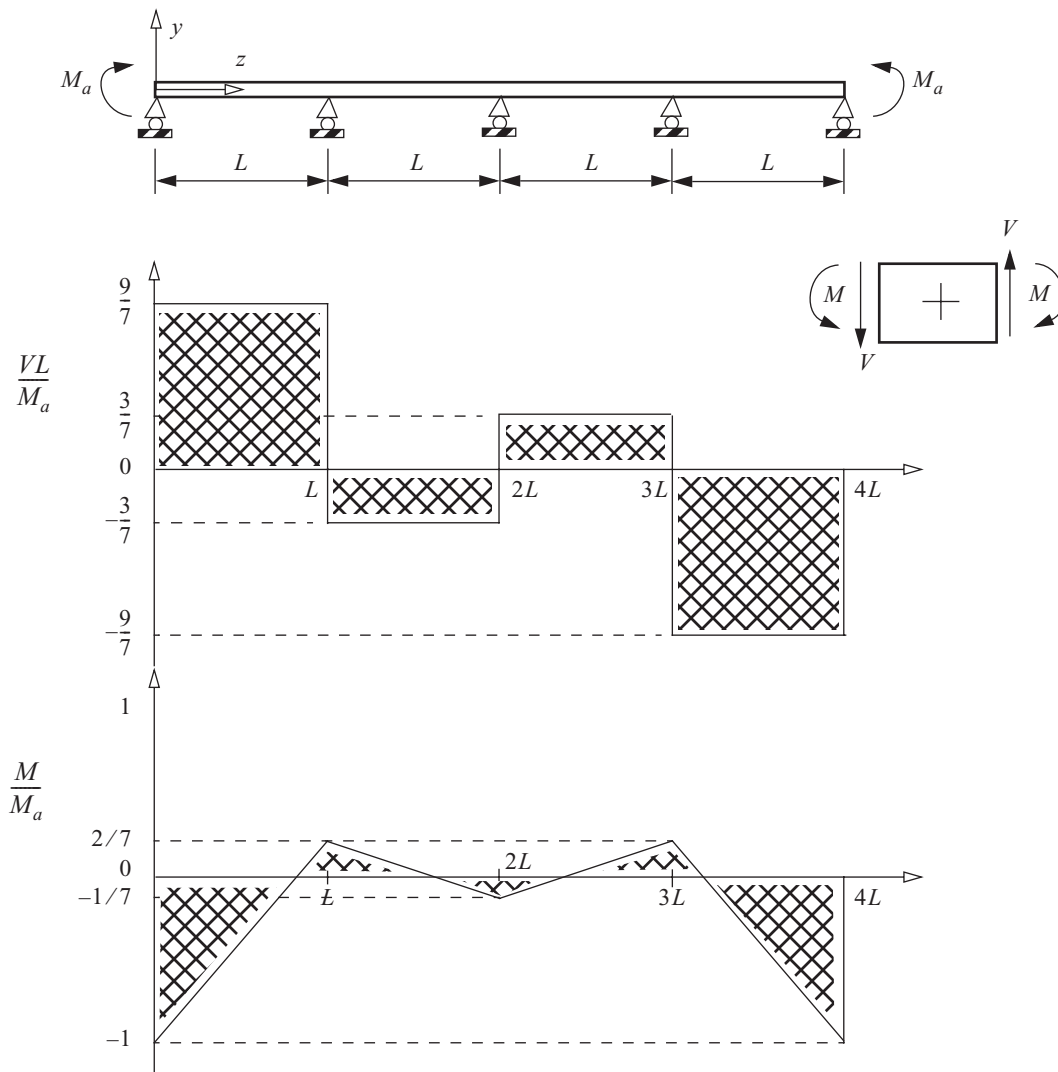 y
z
M_a
M_a
L L L L
V
M M
V
9/7
VL/M_a
3/7
0
L 2L 3L 4L
−3/7
−9/7
1
M/M_a
2/7
0
2L
−1/7
L 3L 4L
−1